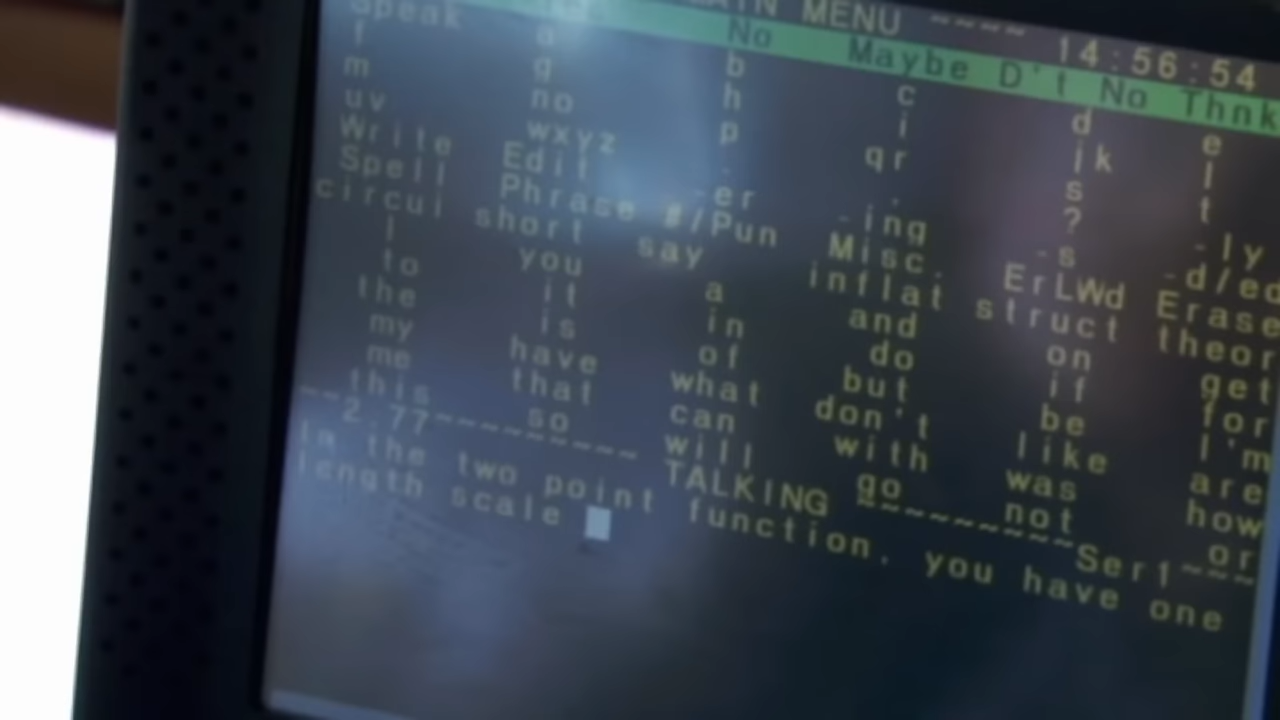 AIN MENU ~~~~ 14:56:54
No Maybe D't No Thnk
Speak a b c d e
f g h i jk l
m no p qr s t
uv wxyz . . ? -ly
Write Edit -er -ing -s -d/ed
Spell Phrase #/Pun Misc. ErLWd Erase
circui short say inflat struct theor
I you a and on get
to it in do if for
the is of but be I'm
my have what don't like are
me that can with was how
this so will go not or
~~2.77~~~~~~~~~ TALKING ~~~~~~~~~~Ser1~~~
In the two point function, you have one
length scale